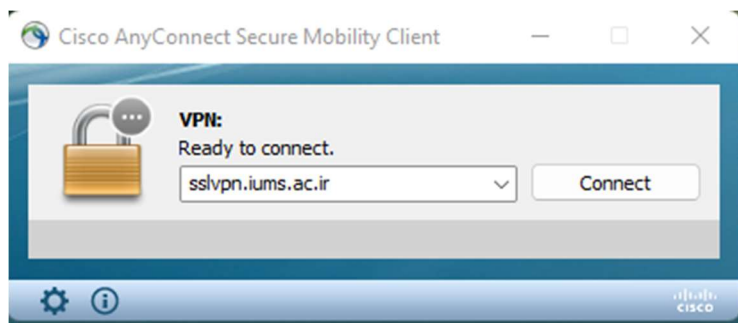 Cisco AnyConnect Secure Mobility Client
VPN:
Ready to connect.
sslvpn.iums.ac.ir
Connect
cisco